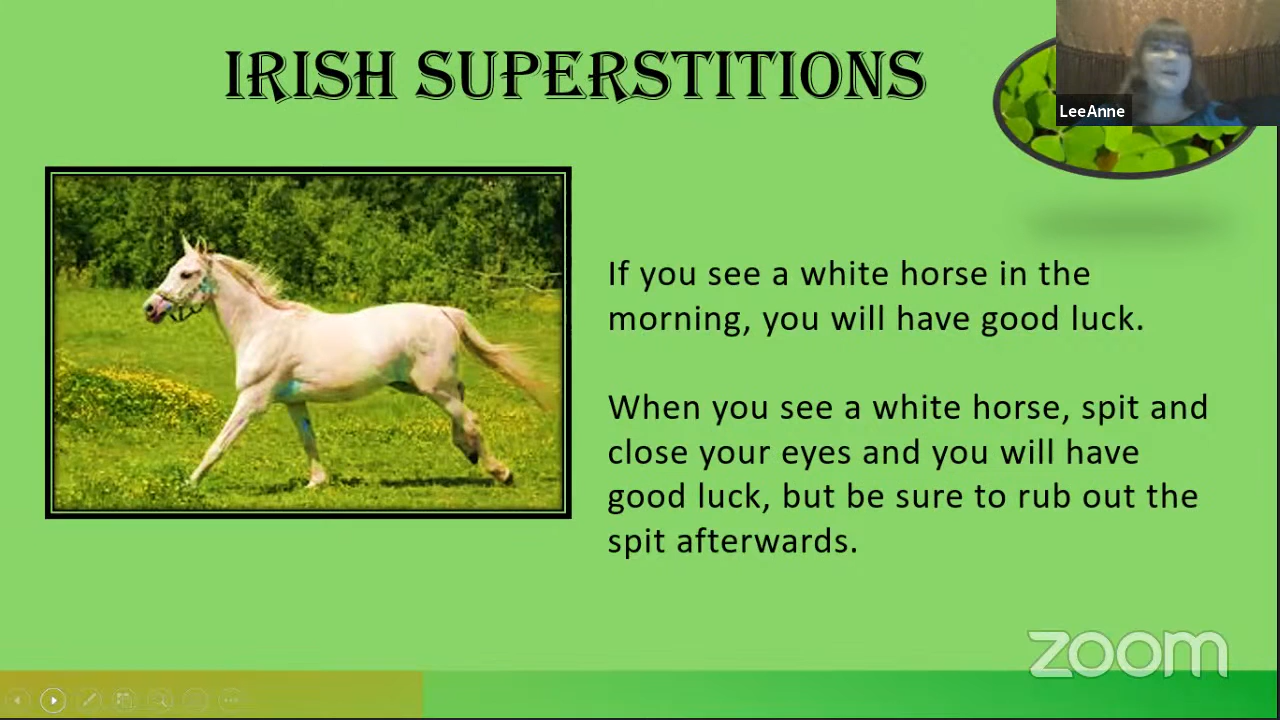 IRISH SUPERSTITIONS
LeeAnne
If you see a white horse in the
morning, you will have good luck.
When you see a white horse, spit and
close your eyes and you will have
good luck, but be sure to rub out the
spit afterwards.
zoom